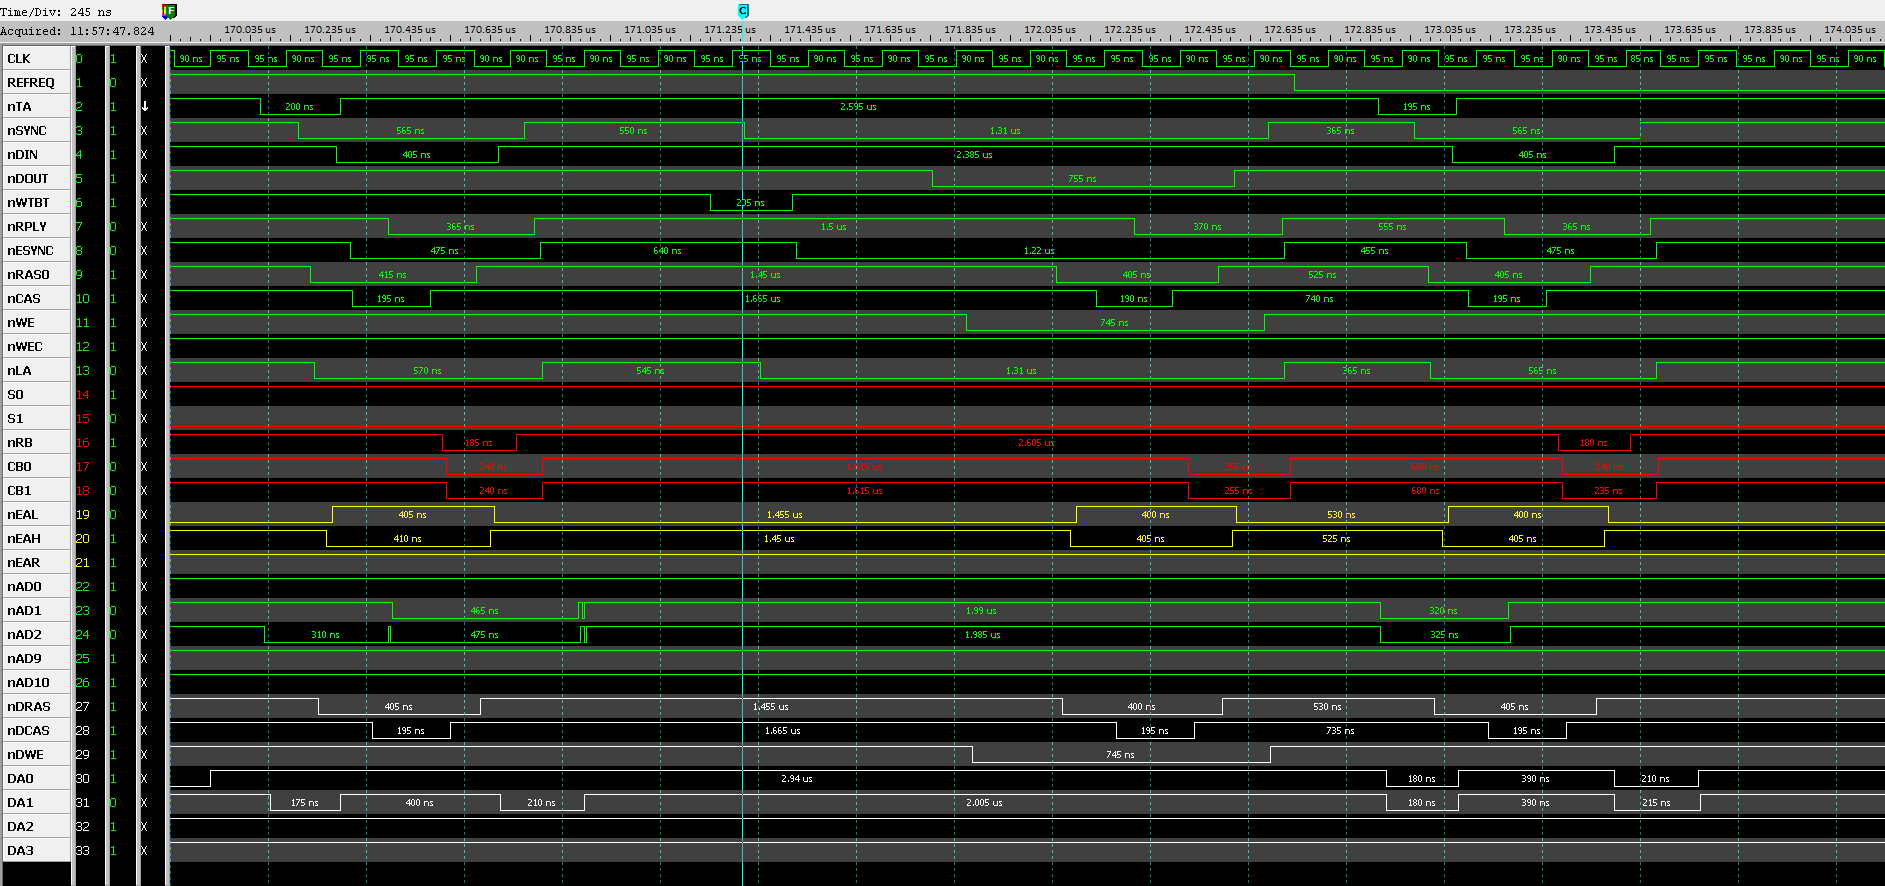 Time/Div: 245 ns
IF
C
Acquired: 11:57:47.824
170.035 us 170.235 us 170.435 us 170.635 us 170.835 us 171.035 us 171.235 us 171.435 us 171.635 us 171.835 us 172.035 us 172.235 us 172.435 us 172.635 us 172.835 us 173.035 us 173.235 us 173.435 us 173.635 us 173.835 us 174.035 us
CLK 0 1 X 90 ns 95 ns 90 ns 95 ns 95 ns 95 ns 95 ns 95 ns 90 ns 95 ns 90 ns 95 ns 90 ns 95 ns 95 ns 95 ns 90 ns 95 ns 90 ns 95 ns 95 ns 90 ns 95 ns 90 ns 95 ns 90 ns 95 ns 90 ns 95 ns 90 ns 95 ns 95 ns 90 ns 95 ns 95 ns 95 ns 90 ns 95 ns 85 ns 95 ns 90 ns 95 ns 90 ns 95 ns 90 ns
REFREQ 1 0 X
nTA 2 1 ↓ 200 ns 2.595 us 195 ns
nSYNC 3 1 X 565 ns 550 ns 1.31 us 365 ns 565 ns
nDIN 4 1 X 405 ns 2.385 us 405 ns
nDOUT 5 1 X 755 ns
nWTBT 6 1 X 205 ns
nRPLY 7 1 X 365 ns 1.5 us 370 ns 555 ns 365 ns
nESYNC 8 1 X 475 ns 640 ns 1.22 us 455 ns 475 ns
nRAS0 9 1 X 415 ns 1.45 us 405 ns 525 ns 405 ns
nCAS 10 1 X 195 ns 1.665 us 190 ns 740 ns 195 ns
nWE 11 1 X 745 ns
nWEC 12 1 X
nLA 13 1 X 570 ns 545 ns 1.31 us 365 ns 565 ns
S0 14 1 X
S1 15 0 X
nRB 16 1 X 185 ns 2.605 us 180 ns
CB0 17 0 X 240 ns 1.615 us 255 ns 680 ns 240 ns
CB1 18 0 X 240 ns 1.615 us 255 ns 680 ns 235 ns
nEAL 19 0 X 405 ns 1.455 us 400 ns 530 ns 400 ns
nEAH 20 1 X 410 ns 1.45 us 405 ns 525 ns 405 ns
nEAR 21 1 X
nAD0 22 1 X
nAD1 23 0 X 465 ns 1.99 us 320 ns
nAD2 24 0 X 310 ns 475 ns 1.985 us 325 ns
nAD9 25 1 X
nAD10 26 1 X
nDRAS 27 1 X 405 ns 1.455 us 400 ns 530 ns 405 ns
nDCAS 28 1 X 195 ns 1.665 us 195 ns 735 ns 195 ns
nDWE 29 1 X 745 ns
DA0 30 1 X 2.94 us 180 ns 390 ns 210 ns
DA1 31 0 X 175 ns 400 ns 210 ns 2.005 us 180 ns 390 ns 215 ns
DA2 32 1 X
DA3 33 1 X